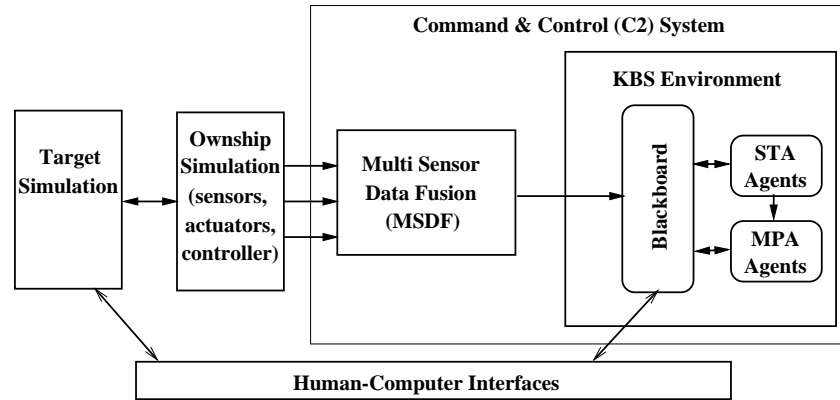 Command & Control (C2) System
KBS Environment
Target
Simulation
Ownship
Simulation
(sensors,
actuators,
controller)
Multi Sensor
Data Fusion
(MSDF)
Blackboard
STA
Agents
MPA
Agents
Human-Computer Interfaces